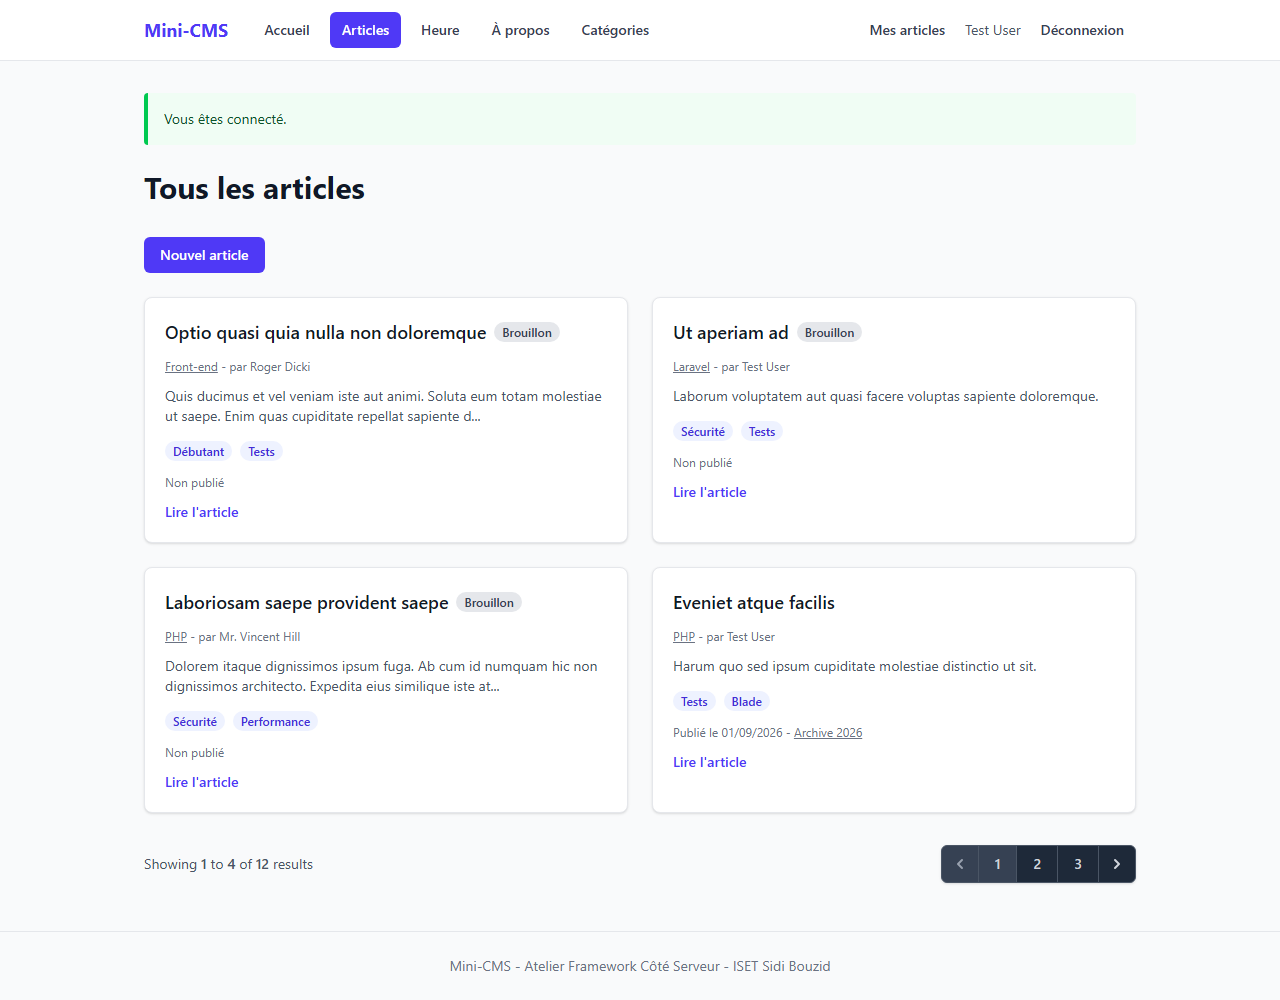 Mini-CMS Accueil Articles Heure À propos Catégories Mes articles Test User Déconnexion
Vous êtes connecté.
Tous les articles
Nouvel article
Optio quasi quia nulla non doloremque Brouillon
Front-end - par Roger Dicki
Quis ducimus et vel veniam iste aut animi. Soluta eum totam molestiae
ut saepe. Enim quas cupiditate repellat sapiente d...
Débutant Tests
Non publié
Lire l'article
Ut aperiam ad Brouillon
Laravel - par Test User
Laborum voluptatem aut quasi facere voluptas sapiente doloremque.
Sécurité Tests
Non publié
Lire l'article
Laboriosam saepe provident saepe Brouillon
PHP - par Mr. Vincent Hill
Dolorem itaque dignissimos ipsum fuga. Ab cum id numquam hic non
dignissimos architecto. Expedita eius similique iste at...
Sécurité Performance
Non publié
Lire l'article
Eveniet atque facilis
PHP - par Test User
Harum quo sed ipsum cupiditate molestiae distinctio ut sit.
Tests Blade
Publié le 01/09/2026 - Archive 2026
Lire l'article
Showing 1 to 4 of 12 results
1 2 3
Mini-CMS - Atelier Framework Côté Serveur - ISET Sidi Bouzid